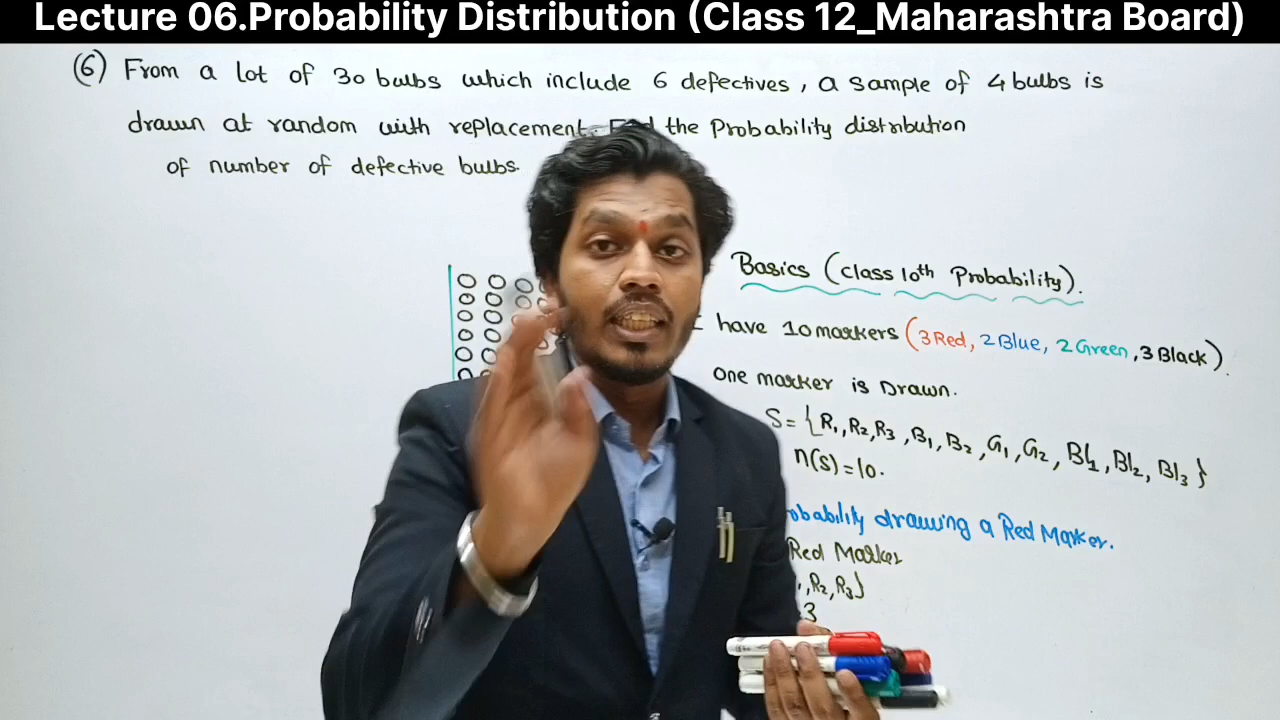 Lecture 06.Probability Distribution (Class 12_Maharashtra Board)
(6) From a lot of 30 bulbs which include 6 defectives, a sample of 4 bulbs is
drawn at random with replacement. the Probability distribution
of number of defective bulbs.
Basics (class 10th Probability).
have 10 markers (3 Red, 2 Blue, 2 Green, 3 Black).
one marker is Drawn.
S = {R1, R2, R3, B1, B2, G1, G2, Bl1, Bl2, Bl3}
n(S) = 10.
drawing a Red Marker.
Red Marker
, R2, R3}
3